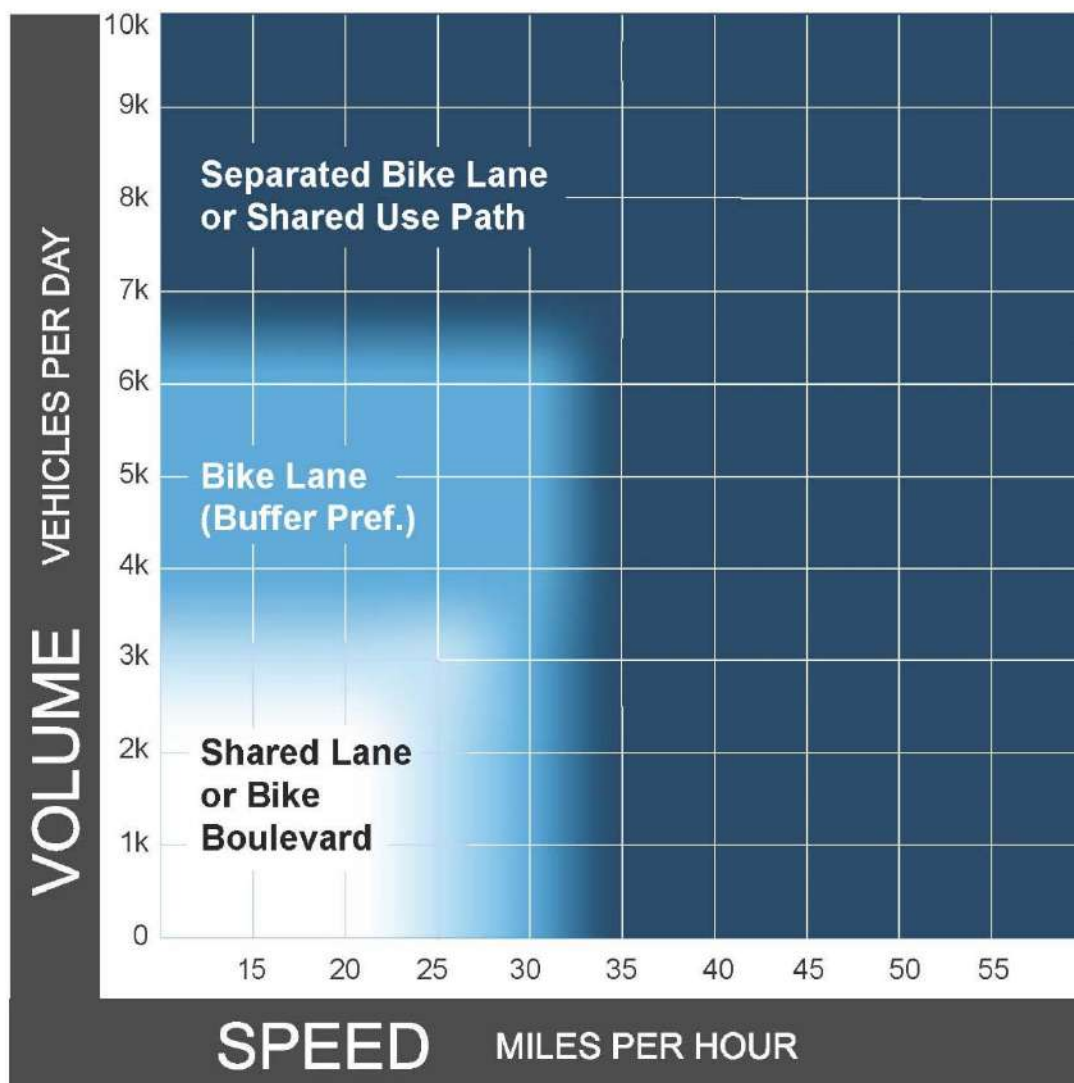 10k
9k
8k
7k
6k
5k
4k
3k
2k
1k
0
VOLUME VEHICLES PER DAY
Separated Bike Lane
or Shared Use Path
Bike Lane
(Buffer Pref.)
Shared Lane
or Bike
Boulevard
15 20 25 30 35 40 45 50 55
SPEED MILES PER HOUR